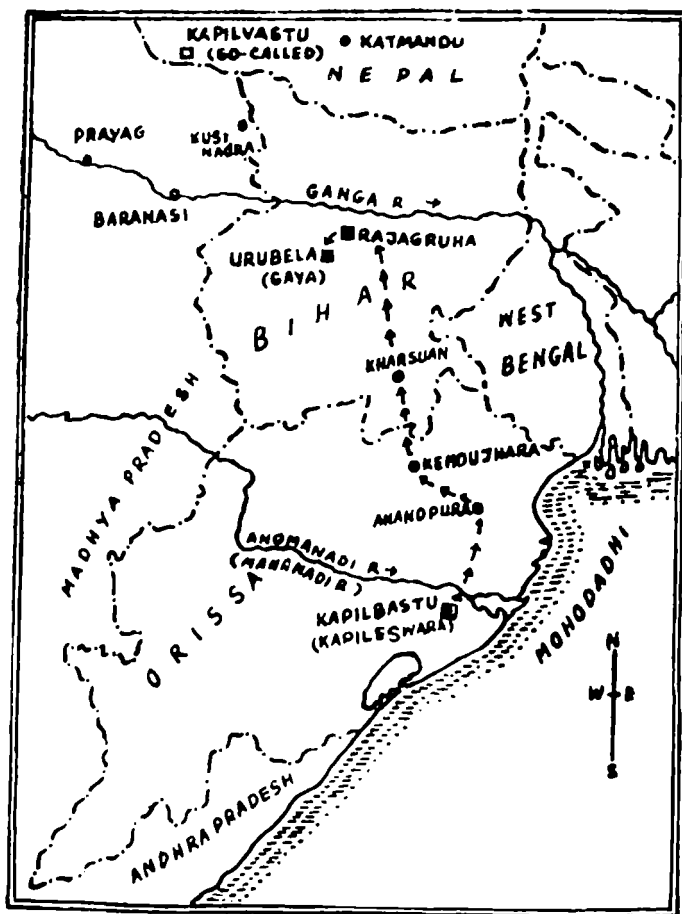 KAPILVASTU
(SO-CALLED)
KATMANDU
NEPAL
PRAYAG
KUSI
NAGRA
BARANASI
GANGA R →
RAJAGRUHA
URUBELA
(GAYA)
BIHAR
WEST
BENGAL
KHARSUAN
MADHYA PRADESH
KENDUJHARA
ANANDPURA
ANOMANADI R →
(MAHANADI R)
ORISSA
KAPILBASTU
(KAPILESWARA)
MOHODADHI
N
W E
S
ANDHRA PRADESH